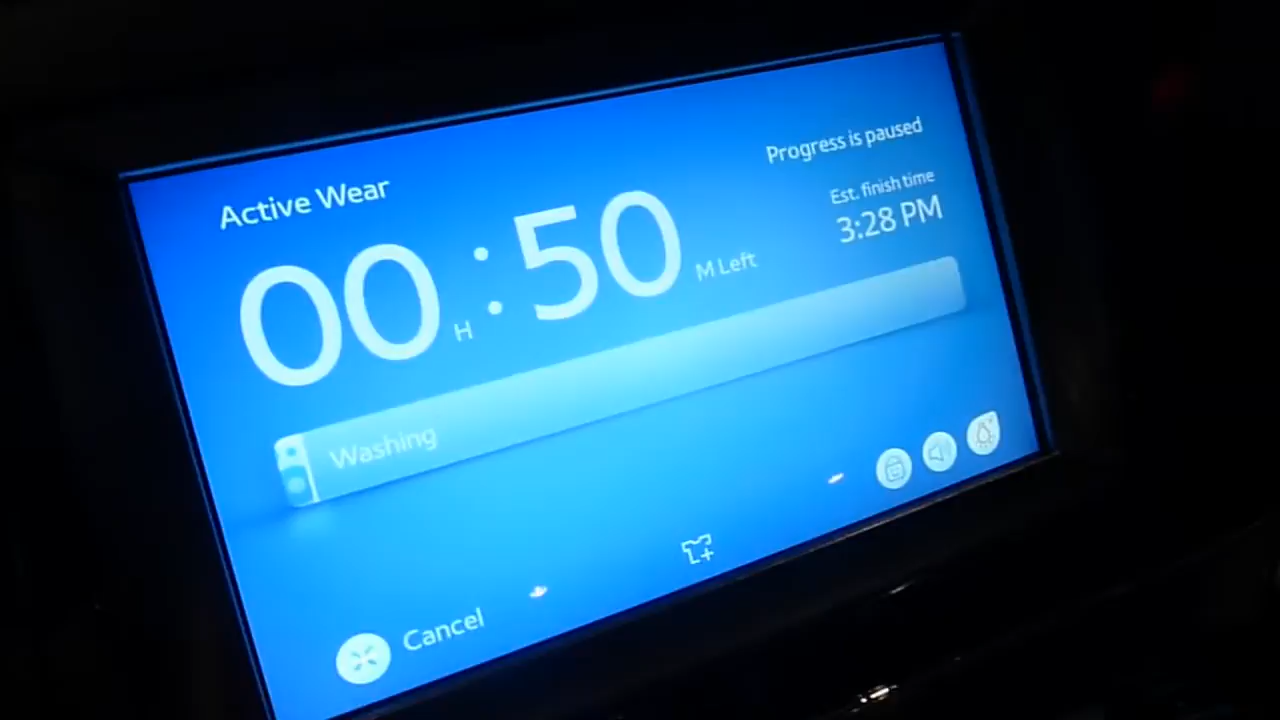 Active Wear
Progress is paused
Est. finish time
3:28 PM
00 H : 50 M Left
Washing
Cancel